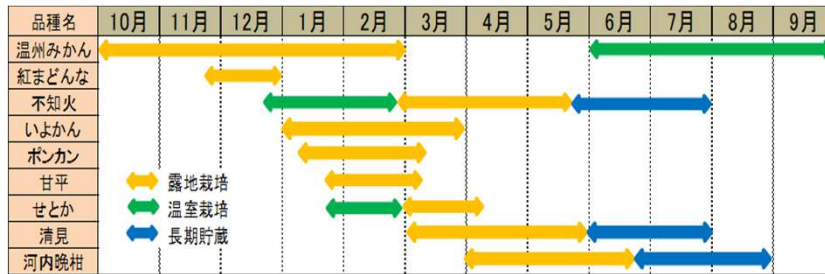 品種名 10月 11月 12月 1月 2月 3月 4月 5月 6月 7月 8月 9月
温州みかん
紅まどんな
不知火
いよかん
ポンカン
甘平
せとか
清見
河内晩柑
露地栽培
温室栽培
長期貯蔵